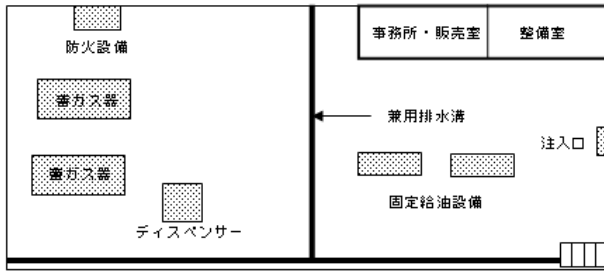 事務所・販売室
整備室
防火設備
蓄ガス器
兼用排水溝
注入口
蓄ガス器
固定給油設備
ディスペンサー